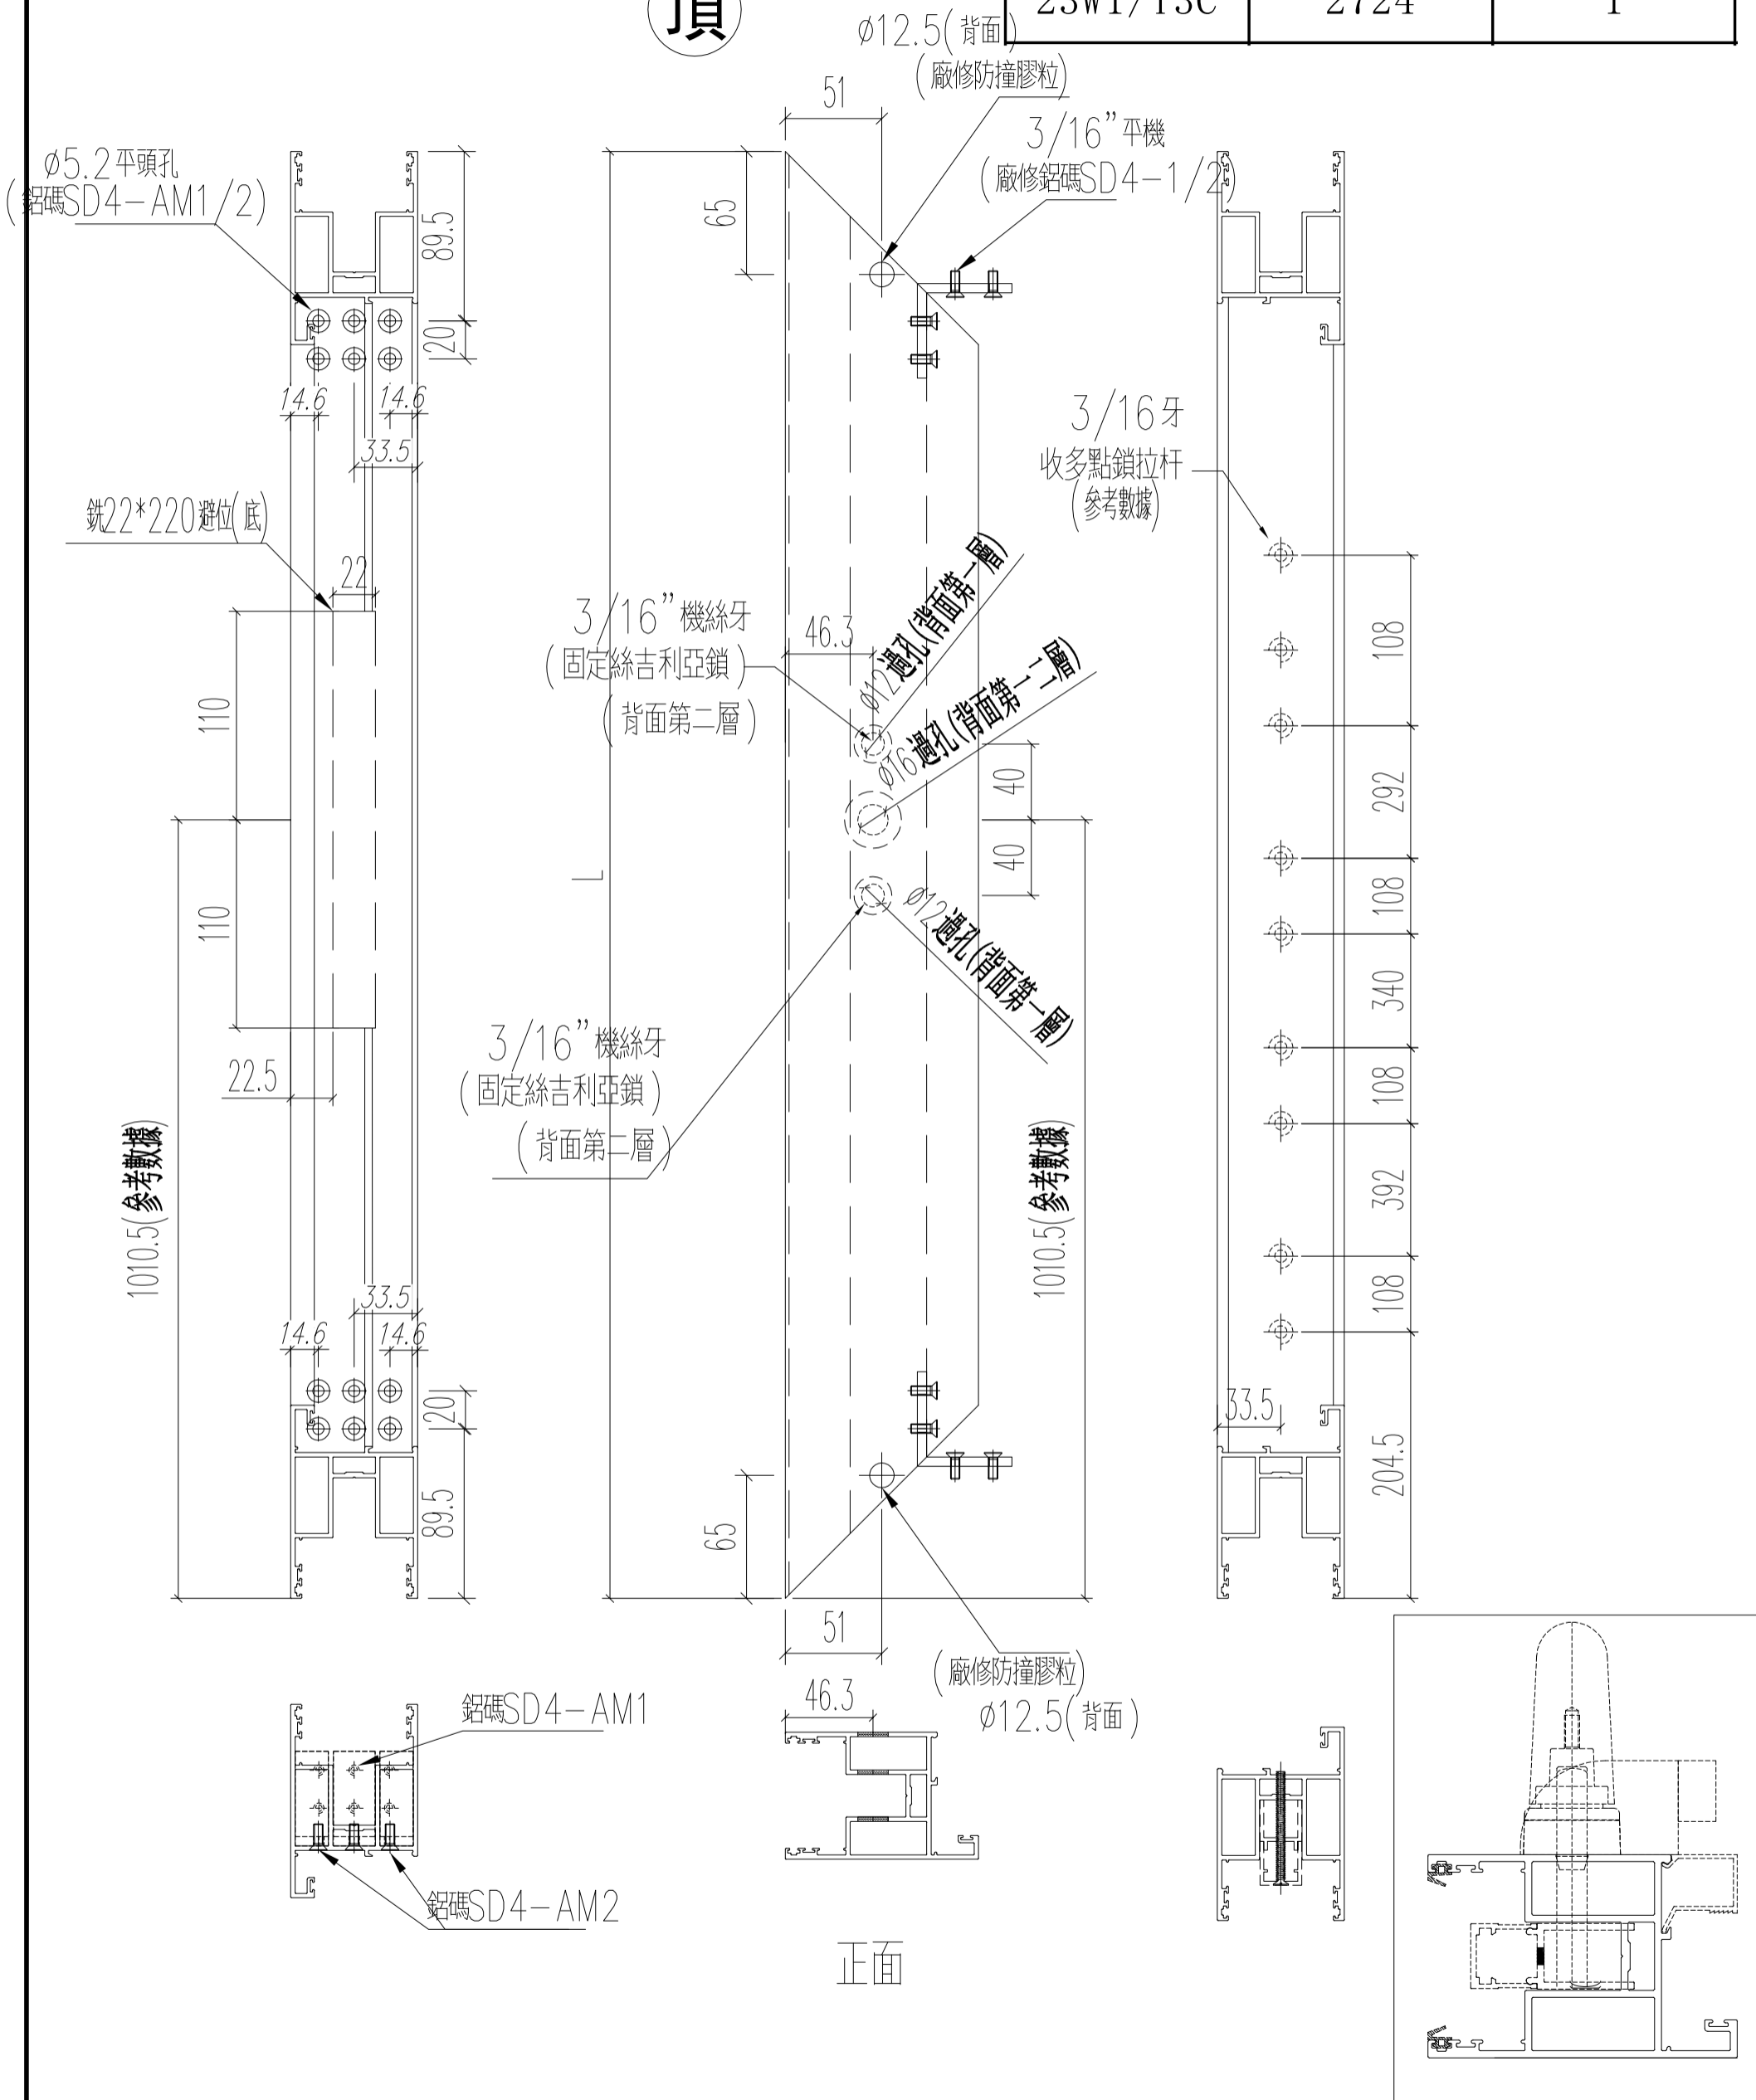 頂
23W1/13C
2724
1
ø12.5(背面)
(廠修防撞膠粒)
51
3/16”平機
(廠修鋁碼SD4-1/2)
ø5.2平頭孔
(鋁碼SD4-AM1/2)
89.5
65
20
14.6
14.6
33.5
3/16牙
收多點鎖拉杆
(參考數據)
銑22*220避位(底)
22
3/16”機絲牙
(固定絲吉利亞鎖)
(背面第二層)
46.3
ø12過孔(背面第一層)
ø16過孔(背面第一二層)
108
110
40
292
40
L
110
ø12過孔(背面第一層)
108
340
3/16”機絲牙
(固定絲吉利亞鎖)
(背面第二層)
22.5
108
1010.5(參考數據)
1010.5(參考數據)
392
33.5
14.6
14.6
108
20
33.5
204.5
89.5
65
51
(廠修防撞膠粒)
ø12.5(背面)
鋁碼SD4-AM1
46.3
鋁碼SD4-AM2
正面